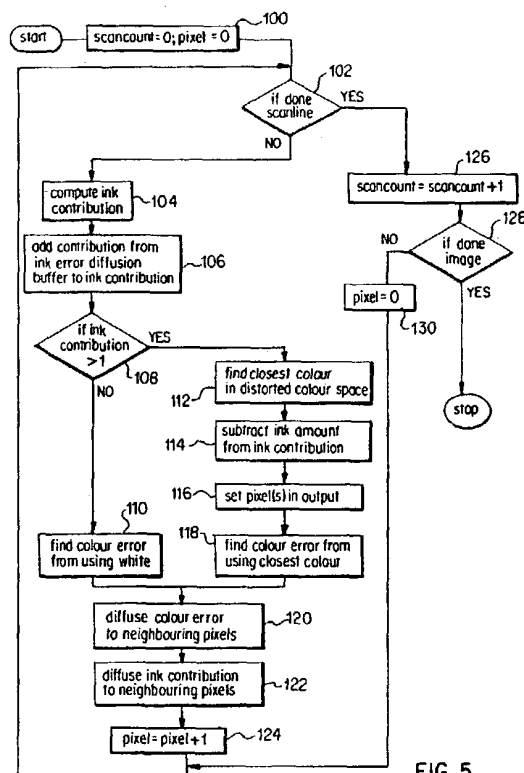 100
start
scancount=0; pixel=0
102
if done
scanline
YES
NO
126
scancount=scancount+1
compute ink
contribution
104
128
if done
image
NO
YES
add contribution from
ink error diffusion
buffer to ink contribution
106
pixel=0
130
if ink
contribution
>1
YES
108
NO
find closest colour
in distorted colour space
112
stop
subtract ink amount
from ink contribution
114
set pixel(s) in output
116
110
find colour error
from using white
118
find colour error from
using closest colour
diffuse colour error
to neighbouring pixels
120
diffuse ink contribution
to neighbouring pixels
122
pixel=pixel+1
124
FIG. 5